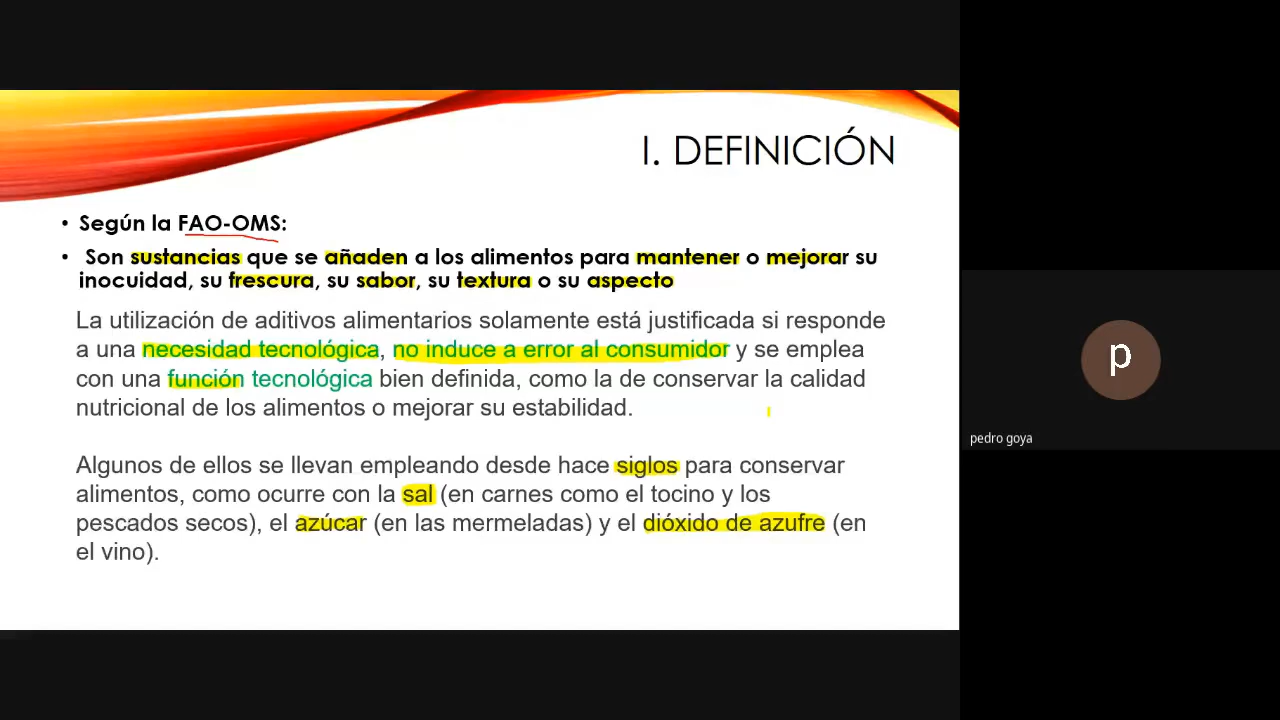 I. DEFINICIÓN
• Según la FAO-OMS:
• Son sustancias que se añaden a los alimentos para mantener o mejorar su
inocuidad, su frescura, su sabor, su textura o su aspecto
La utilización de aditivos alimentarios solamente está justificada si responde
a una necesidad tecnológica, no induce a error al consumidor y se emplea
con una función tecnológica bien definida, como la de conservar la calidad
nutricional de los alimentos o mejorar su estabilidad.
Algunos de ellos se llevan empleando desde hace siglos para conservar
alimentos, como ocurre con la sal (en carnes como el tocino y los
pescados secos), el azúcar (en las mermeladas) y el dióxido de azufre (en
el vino).
p
pedro goya